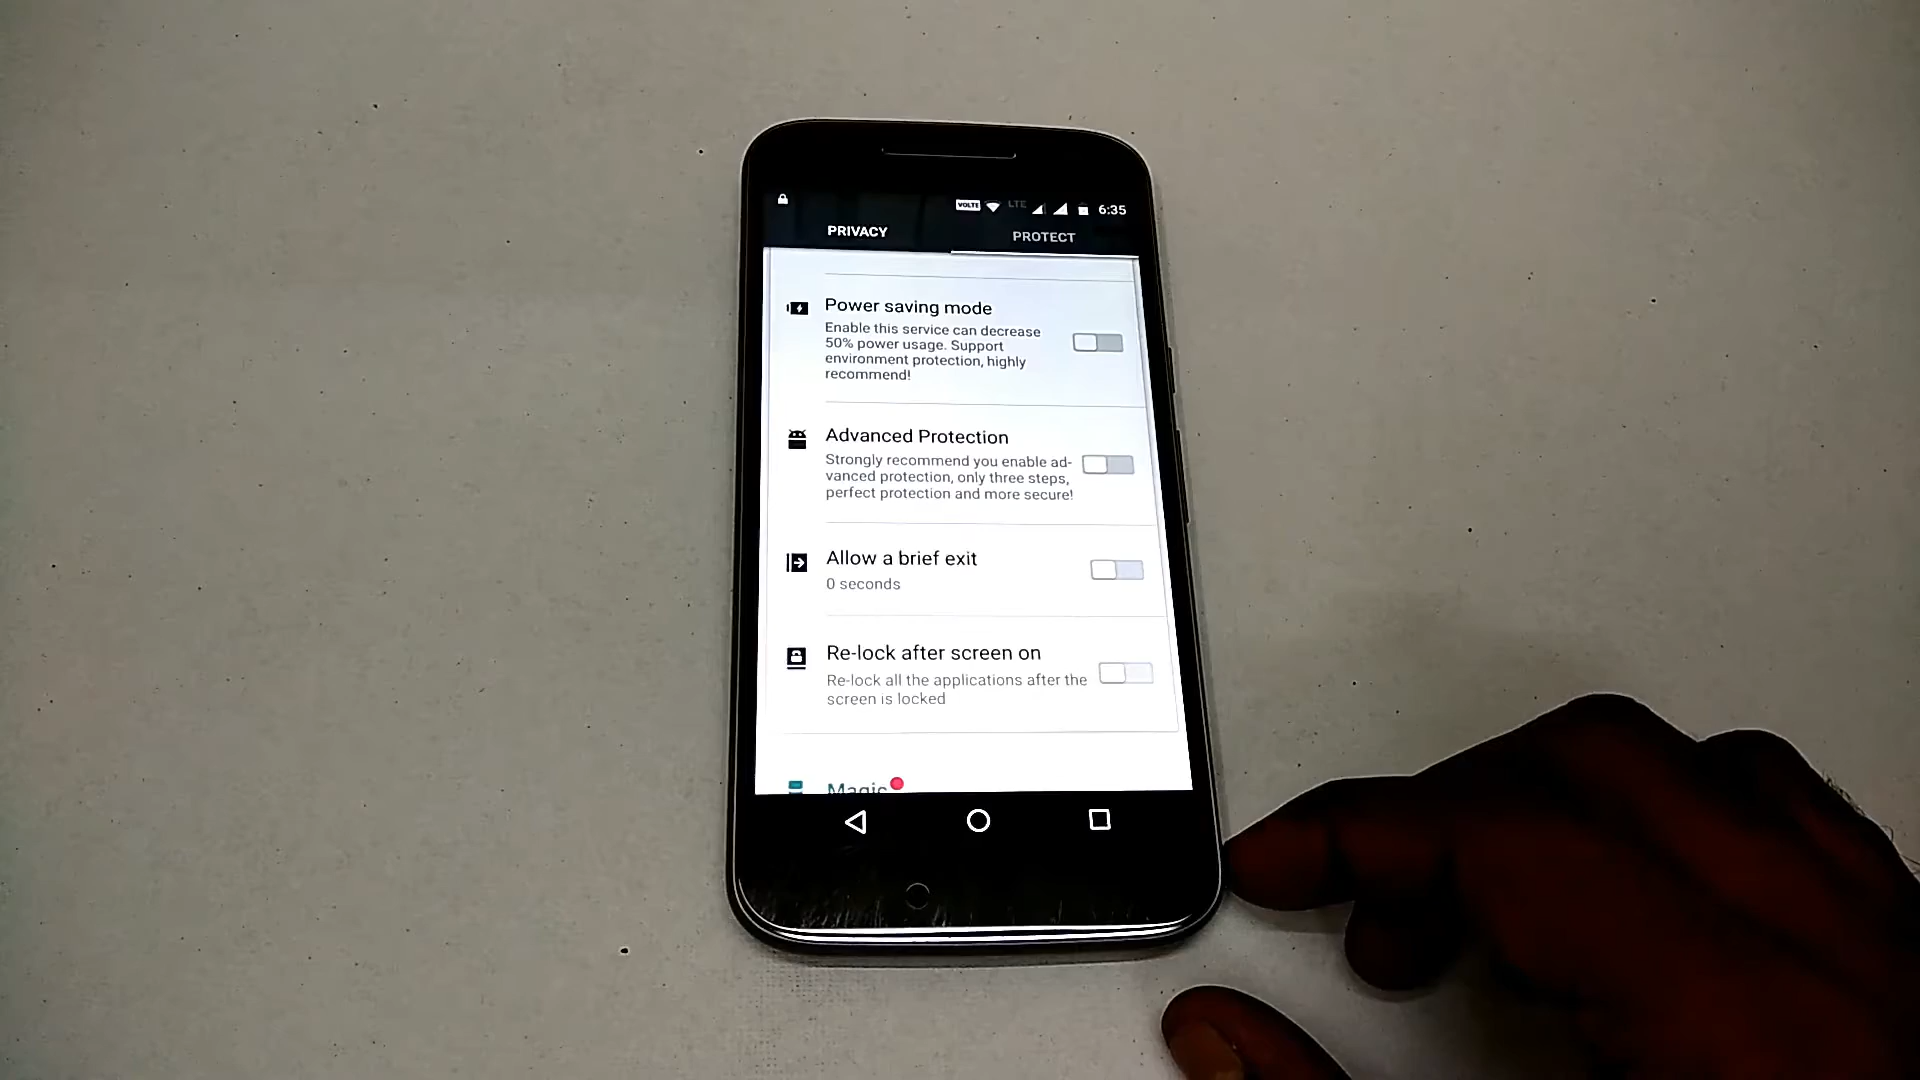 VOLTE LTE 6:35
PRIVACY PROTECT
Power saving mode
Enable this service can decrease
50% power usage. Support
environment protection, highly
recommend!
Advanced Protection
Strongly recommend you enable ad-
vanced protection, only three steps,
perfect protection and more secure!
Allow a brief exit
0 seconds
Re-lock after screen on
Re-lock all the applications after the
screen is locked
Magic